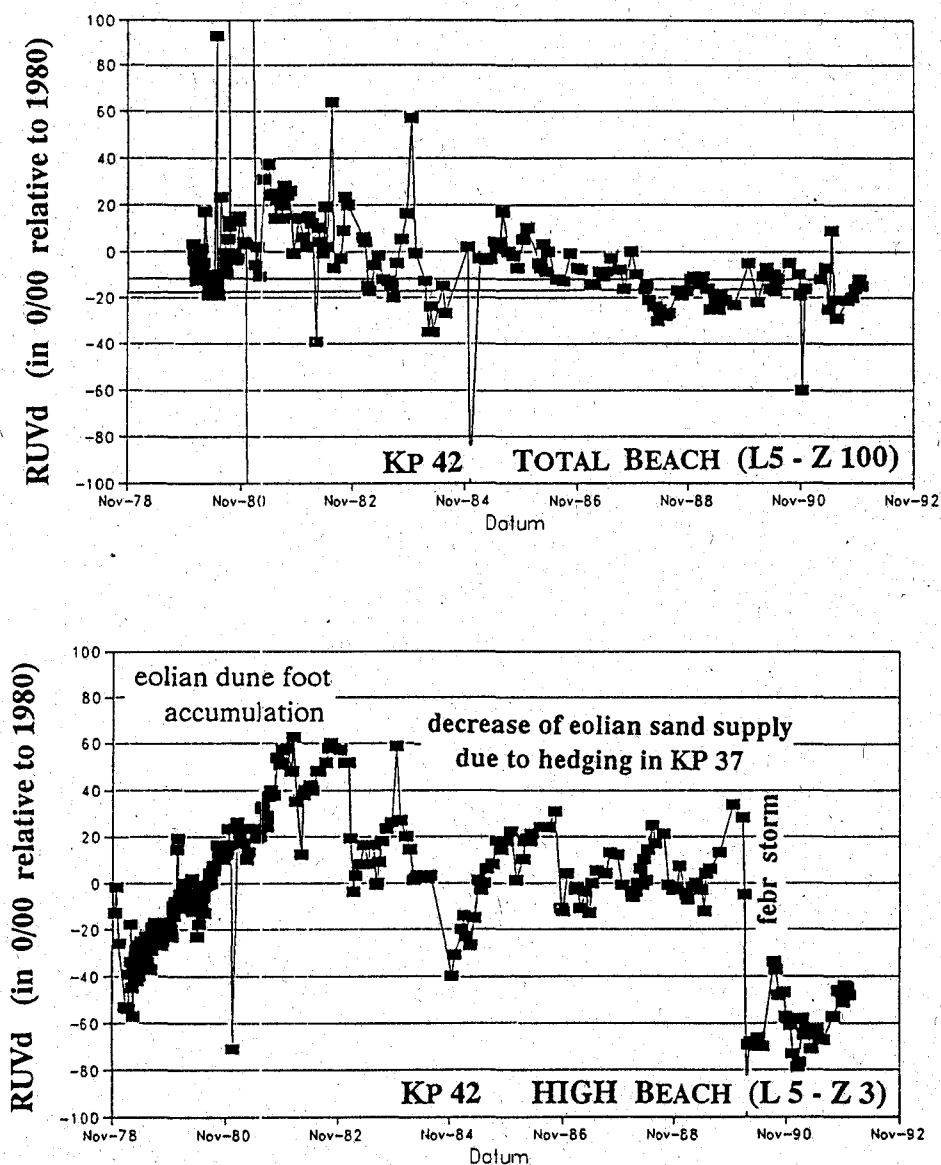 RUVd (in 0/00 relative to 1980)
100
80
60
40
20
0
-20
-40
-60
-80
-100
KP 42 TOTAL BEACH (L5 - Z 100)
Nov-78 Nov-80 Nov-82 Nov-84 Nov-86 Nov-88 Nov-90 Nov-92
Datum
RUVd (in 0/00 relative to 1980)
100
80
60
40
20
0
-20
-40
-60
-80
-100
eolian dune foot
accumulation
decrease of eolian sand supply
due to hedging in KP 37
febr storm
KP 42 HIGH BEACH (L 5 - Z 3)
Nov-78 Nov-80 Nov-82 Nov-84 Nov-86 Nov-88 Nov-90 Nov-92
Datum